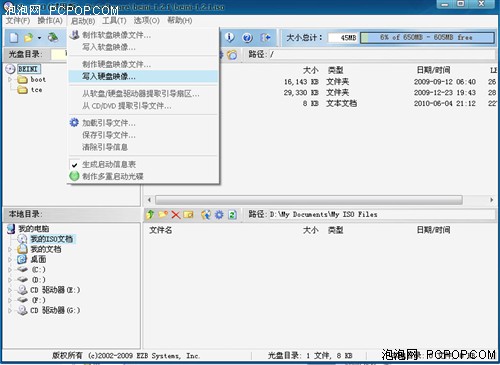 泡泡网 PCPOP.COM
beini-1.2.1\beini-1.2.1.iso
文件(F) 操作(A) 启动(B) 工具(T) 选项(O) 帮助(H)
大小总计: 45MB 6% of 650MB - 605MB free
光盘目录: 路径: /
BEINI
boot
tce
制作软盘映像文件...
写入软盘映像...
制作硬盘映像文件...
写入硬盘映像...
从软盘/硬盘驱动器提取引导扇区...
从 CD/DVD 提取引导文件...
加载引导文件...
保存引导文件...
清除引导信息
生成启动信息表
制作多重启动光碟
大小 类型 日期/时间 LB
16,143 KB 文件夹 2009-09-12 06:40 26
29,330 KB 文件夹 2009-12-23 19:43 26
8 KB 文本文档 2010-06-04 21:12 22
本地目录: 路径: D:\My Documents\My ISO Files
我的电脑
我的ISO文档
我的文档
桌面
(C:)
(D:)
CD 驱动器(E:)
(F:)
CD 驱动器(G:)
文件名 大小 类型 日期/时间
版权所有 (c)2002-2009 EZB Systems, Inc. 光盘目录: 1 文件, 8 KB
泡泡网 PCPOP.COM